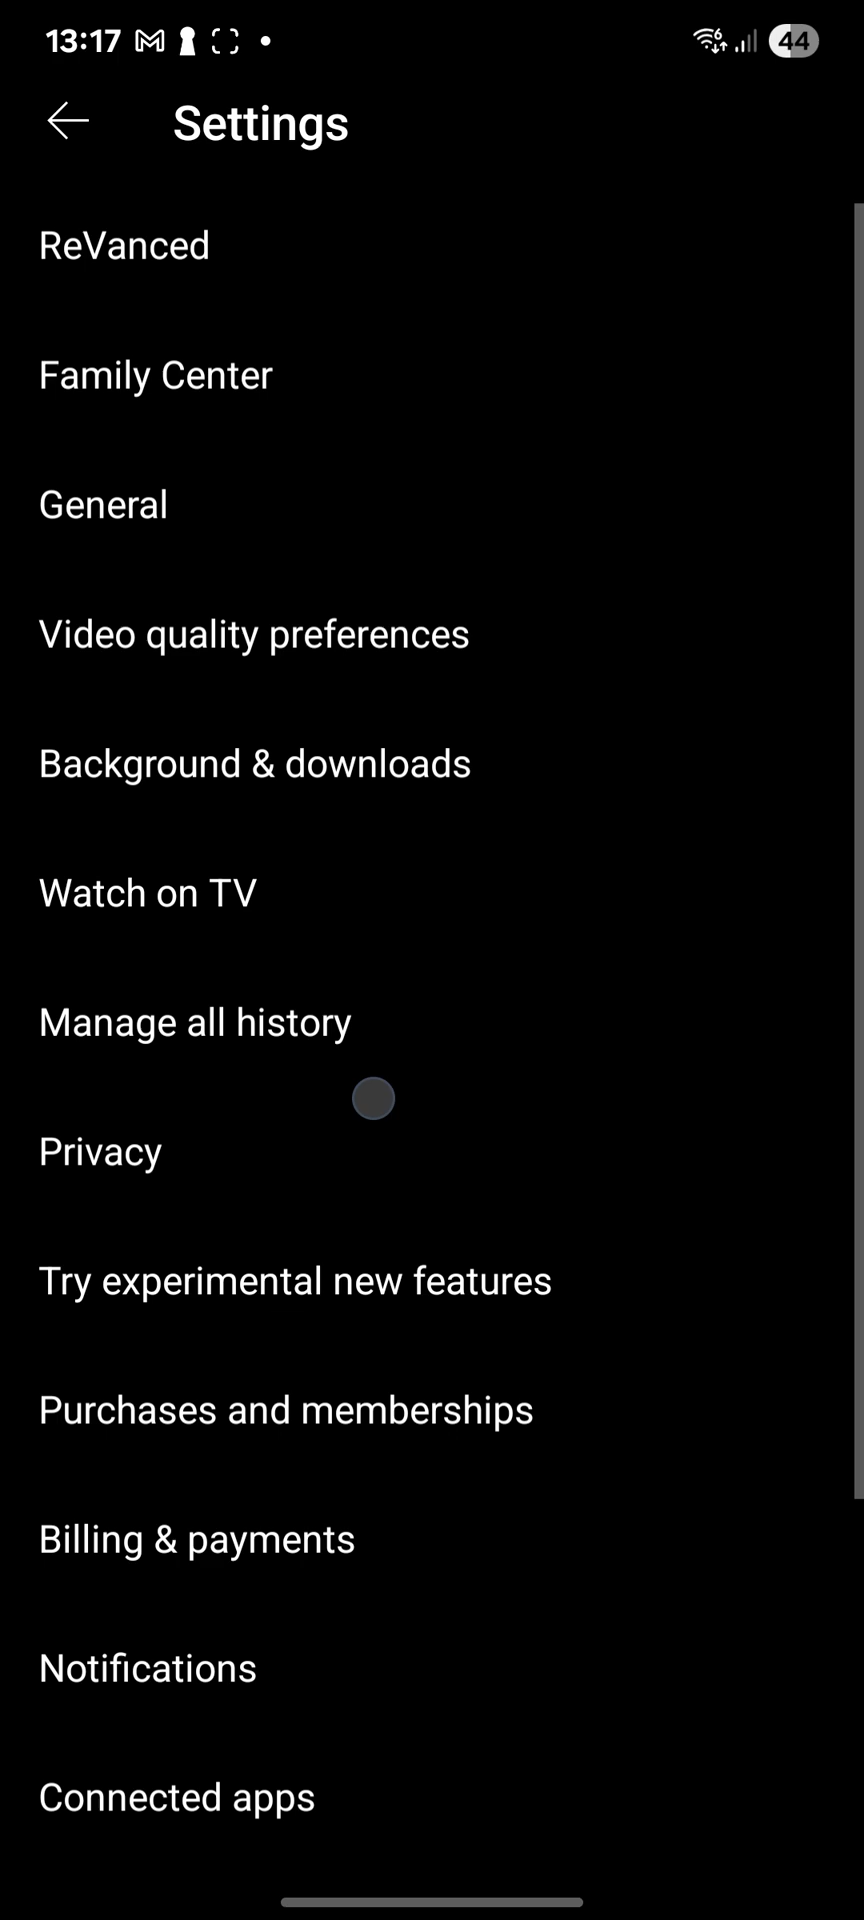 13:17
44
Settings
ReVanced
Family Center
General
Video quality preferences
Background & downloads
Watch on TV
Manage all history
Privacy
Try experimental new features
Purchases and memberships
Billing & payments
Notifications
Connected apps